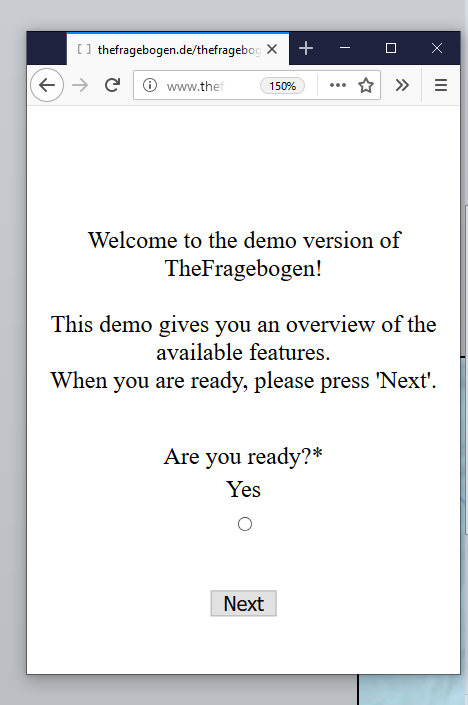 [ ] thefragebogen.de/thefragebog
www.thef
150%
Welcome to the demo version of
TheFragebogen!
This demo gives you an overview of the
available features.
When you are ready, please press 'Next'.
Are you ready?*
Yes
Next